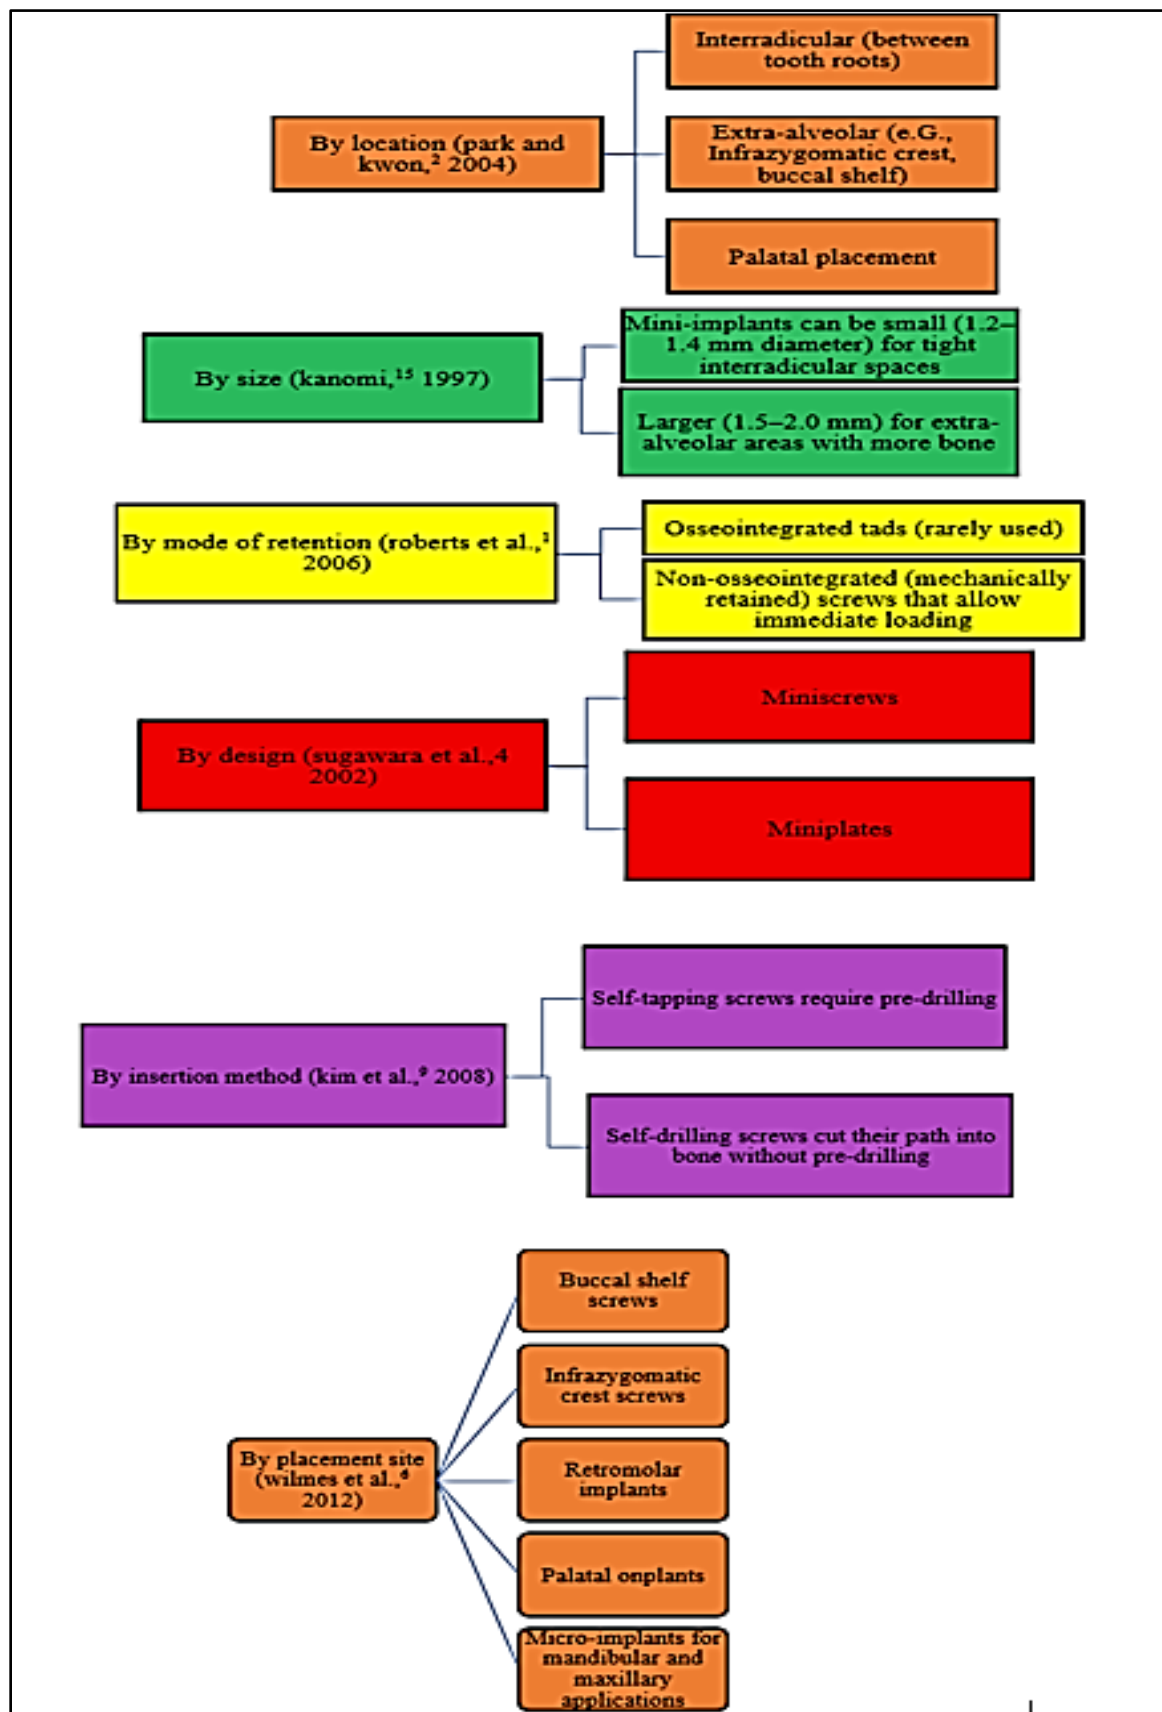 Interradicular (between
tooth roots)
By location (park and
kwon,² 2004)
Extra-alveolar (e.G.,
Infrazygomatic crest,
buccal shelf)
Palatal placement
Mini-implants can be small (1.2–
1.4 mm diameter) for tight
interradicular spaces
By size (kanomi,¹⁵ 1997)
Larger (1.5–2.0 mm) for extra-
alveolar areas with more bone
Osseointegrated tads (rarely used)
By mode of retention (roberts et al.,
2006)
Non-osseointegrated (mechanically
retained) screws that allow
immediate loading
Miniscrews
By design (sugawara et al.,4
2002)
Miniplates
Self-tapping screws require pre-drilling
By insertion method (kim et al.,⁹ 2008)
Self-drilling screws cut their path into
bone without pre-drilling
Buccal shelf
screws
Infrazygomatic
crest screws
By placement site
(wilmes et al.,⁶
2012)
Retromolar
implants
Palatal onplants
Micro-implants for
mandibular and
maxillary
applications